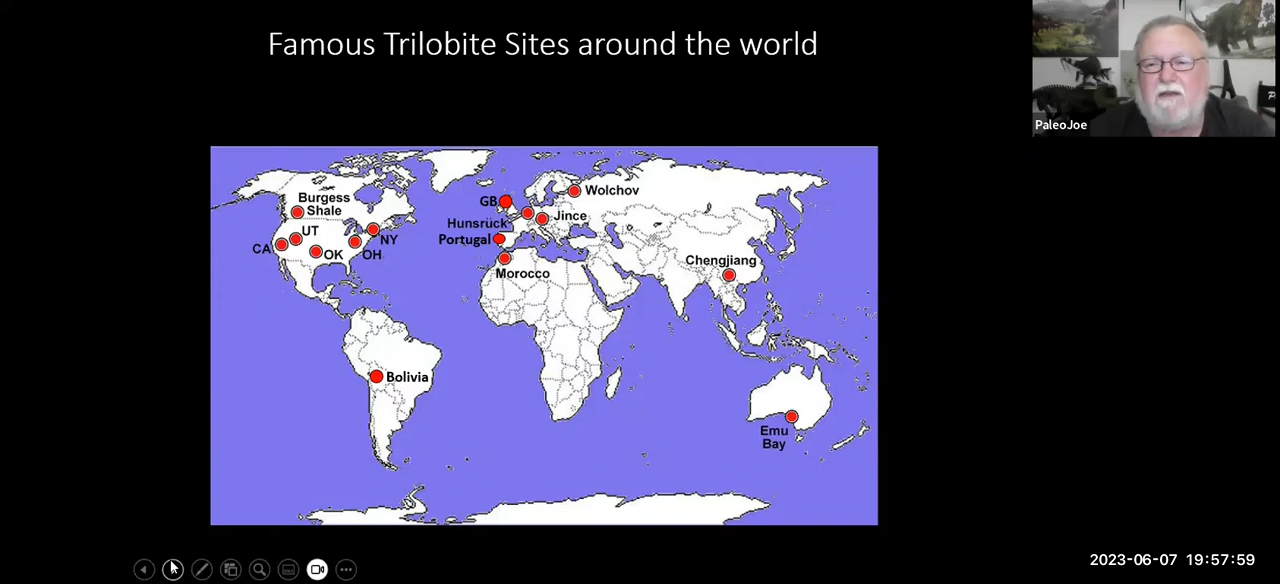 Famous Trilobite Sites around the world
PaleoJoe
Burgess
Shale
UT
CA
OK
NY
OH
GB
Hunsrück
Portugal
Morocco
Wolchov
Jince
Chengjiang
Bolivia
Emu
Bay
2023-06-07 19:57:59